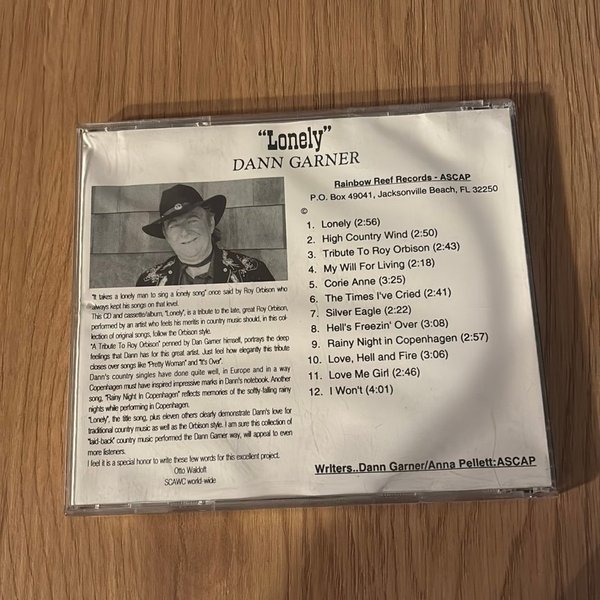 "Lonely"
DANN GARNER
"It takes a lonely man to sing a lonely song" once said by Roy Orbison who
always kept his songs on that level.
This CD and cassette/album, "Lonely", is a tribute to the late, great Roy Orbison,
performed by an artist who feels his merits in country music should, in this col-
lection of original songs, follow the Orbison style.
"A Tribute To Roy Orbison" penned by Dan Garner himself, portrays the deep
feelings that Dann has for this great artist. Just feel how elegantly this tribute
closes over songs like "Pretty Woman" and "It's Over".
Dann's country singles have done quite well, in Europe and in a way
Copenhagen must have inspired impressive marks in Dann's notebook. Another
song, "Rainy Night In Copenhagen" reflects memories of the softly-falling rainy
nights while performing in Copenhagen.
"Lonely", the title song, plus eleven others clearly demonstrate Dann's love for
traditional country music as well as the Orbison style. I am sure this collection of
"laid-back" country music performed the Dann Garner way, will appeal to even
more listeners.
I feel it is a special honor to write these few words for this excellent project.
Otto Waldoft
SCAWC world-wide
Rainbow Reef Records - ASCAP
P.O. Box 49041, Jacksonville Beach, FL 32250
©
1. Lonely (2:56)
2. High Country Wind (2:50)
3. Tribute To Roy Orbison (2:43)
4. My Will For Living (2:18)
5. Corie Anne (3:25)
6. The Times I've Cried (2:41)
7. Silver Eagle (2:22)
8. Hell's Freezin' Over (3:08)
9. Rainy Night in Copenhagen (2:57)
10. Love, Hell and Fire (3:06)
11. Love Me Girl (2:46)
12. I Won't (4:01)
Writers..Dann Garner/Anna Pellett:ASCAP